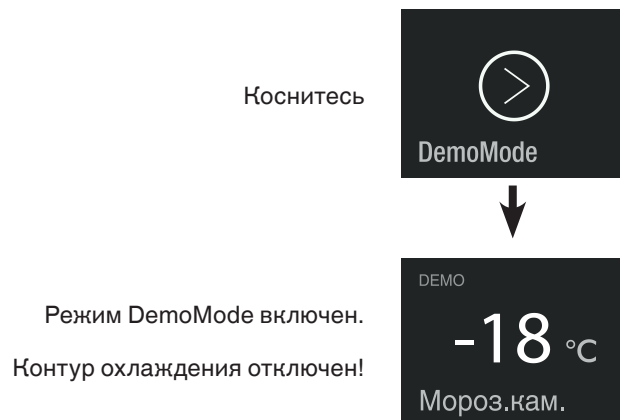 Коснитесь
DemoMode
DEMO
-18 °C
Режим DemoMode включен.
Контур охлаждения отключен!
Мороз.кам.